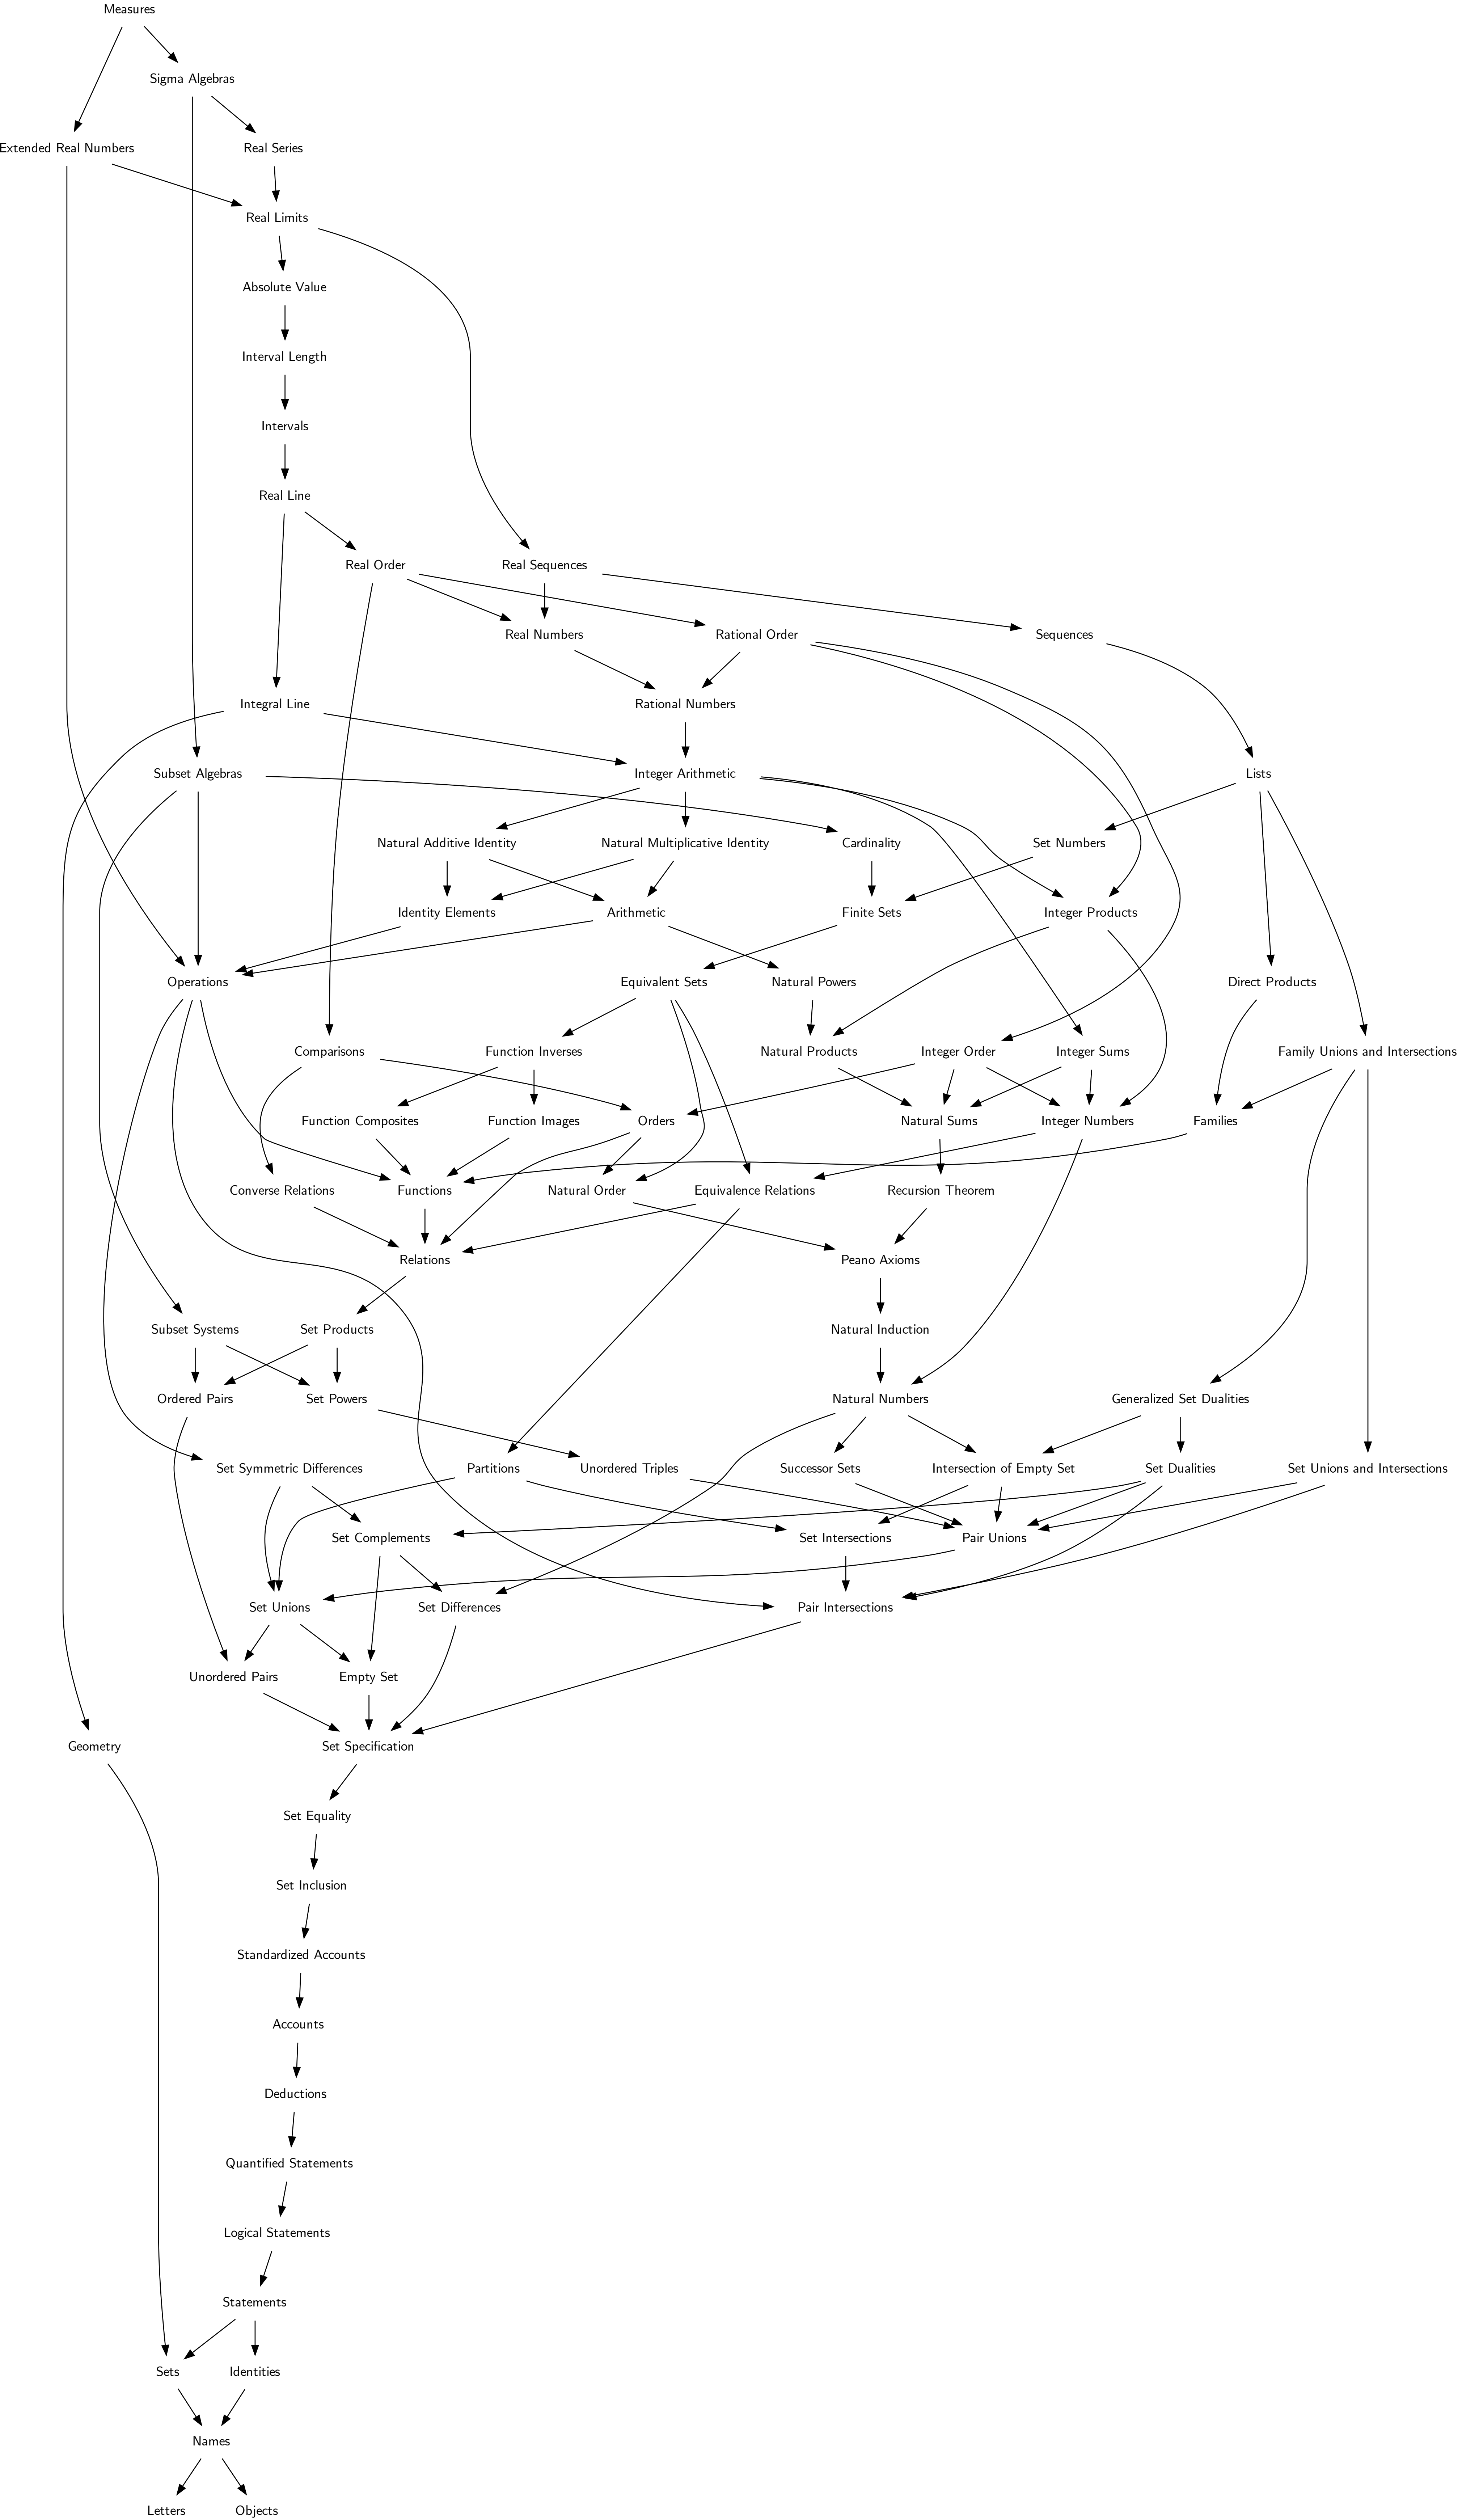 Measures
Sigma Algebras
Extended Real Numbers
Real Series
Real Limits
Absolute Value
Interval Length
Intervals
Real Line
Real Order
Real Sequences
Real Numbers
Rational Order
Sequences
Integral Line
Rational Numbers
Subset Algebras
Integer Arithmetic
Lists
Natural Additive Identity
Natural Multiplicative Identity
Cardinality
Set Numbers
Identity Elements
Arithmetic
Finite Sets
Integer Products
Operations
Equivalent Sets
Natural Powers
Direct Products
Comparisons
Function Inverses
Natural Products
Integer Order
Integer Sums
Family Unions and Intersections
Function Composites
Function Images
Orders
Natural Sums
Integer Numbers
Families
Converse Relations
Functions
Natural Order
Equivalence Relations
Recursion Theorem
Relations
Peano Axioms
Subset Systems
Set Products
Natural Induction
Ordered Pairs
Set Powers
Natural Numbers
Generalized Set Dualities
Set Symmetric Differences
Partitions
Unordered Triples
Successor Sets
Intersection of Empty Set
Set Dualities
Set Unions and Intersections
Set Complements
Set Intersections
Pair Unions
Set Unions
Set Differences
Pair Intersections
Unordered Pairs
Empty Set
Geometry
Set Specification
Set Equality
Set Inclusion
Standardized Accounts
Accounts
Deductions
Quantified Statements
Logical Statements
Statements
Sets
Identities
Names
Letters
Objects